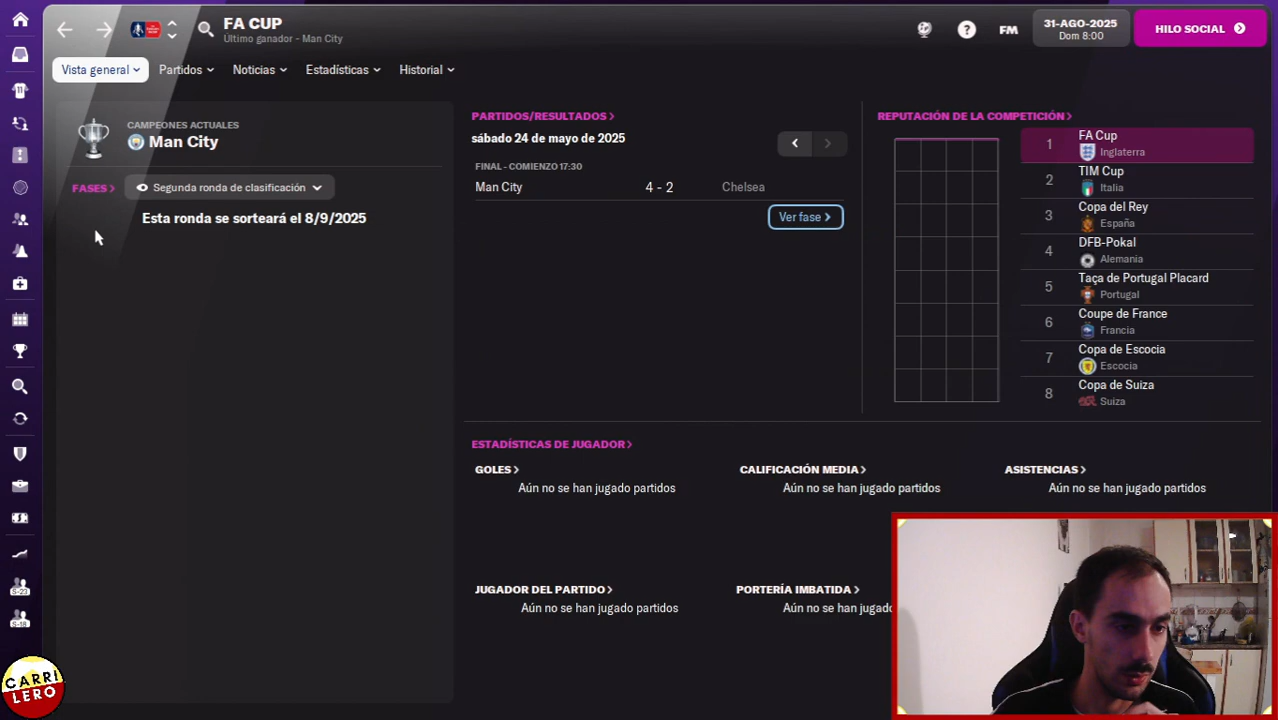 FA CUP
Último ganador - Man City
31-AGO-2025
Dom 8:00
HILO SOCIAL
FM
?
Vista general
Partidos
Noticias
Estadísticas
Historial
CAMPEONES ACTUALES
Man City
FASES
Segunda ronda de clasificación
Esta ronda se sorteará el 8/9/2025
PARTIDOS/RESULTADOS
sábado 24 de mayo de 2025
FINAL - COMIENZO 17:30
Man City 4 - 2 Chelsea
Ver fase
REPUTACIÓN DE LA COMPETICIÓN
1 FA Cup
Inglaterra
2 TIM Cup
Italia
3 Copa del Rey
España
4 DFB-Pokal
Alemania
5 Taça de Portugal Placard
Portugal
6 Coupe de France
Francia
7 Copa de Escocia
Escocia
8 Copa de Suiza
Suiza
ESTADÍSTICAS DE JUGADOR
GOLES
Aún no se han jugado partidos
CALIFICACIÓN MEDIA
Aún no se han jugado partidos
ASISTENCIAS
Aún no se han jugado partidos
JUGADOR DEL PARTIDO
Aún no se han jugado partidos
PORTERÍA IMBATIDA
Aún no se han jugad
S-23
S-18
CARRI
LERO